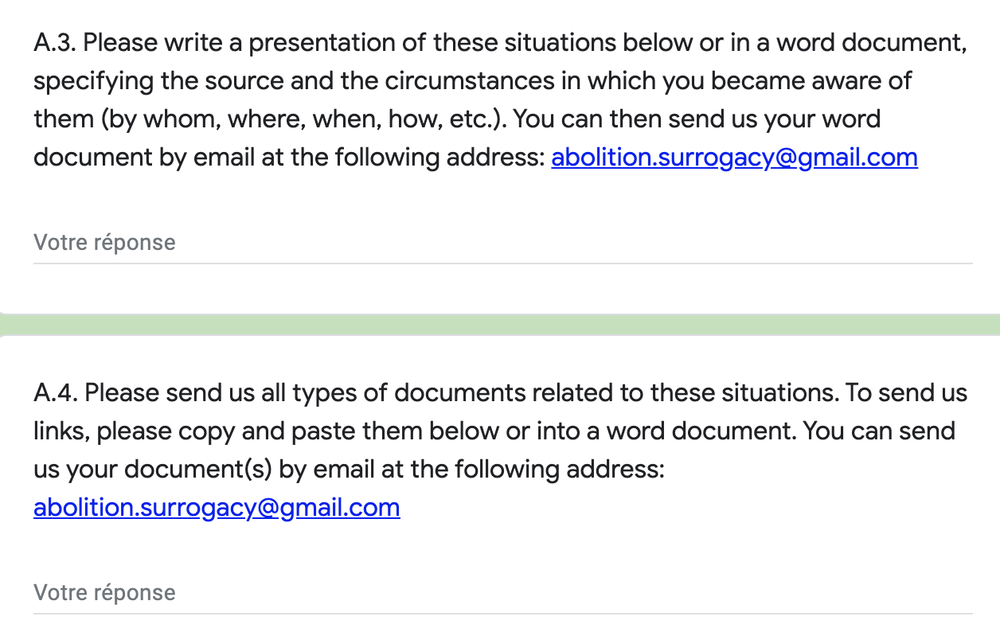 A.3. Please write a presentation of these situations below or in a word document,
specifying the source and the circumstances in which you became aware of
them (by whom, where, when, how, etc.). You can then send us your word
document by email at the following address: abolition.surrogacy@gmail.com
Votre réponse
A.4. Please send us all types of documents related to these situations. To send us
links, please copy and paste them below or into a word document. You can send
us your document(s) by email at the following address:
abolition.surrogacy@gmail.com
Votre réponse